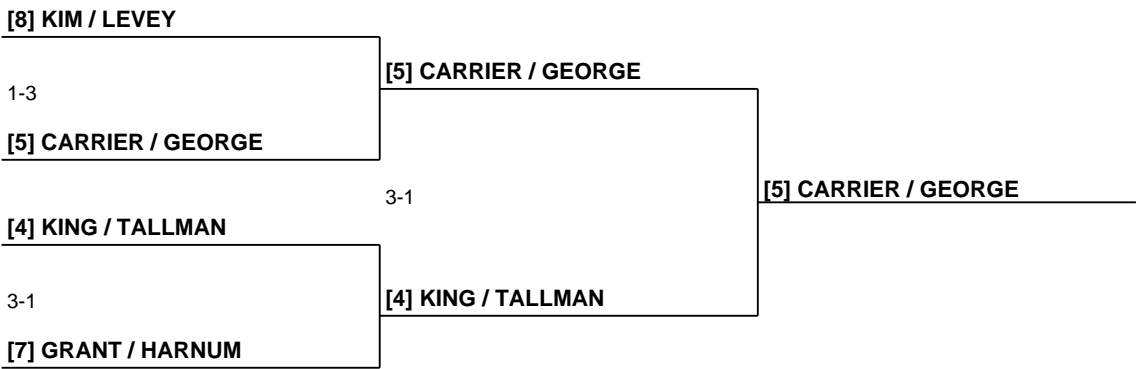 [8] KIM / LEVEY
1-3
[5] CARRIER / GEORGE
[4] KING / TALLMAN
3-1
[7] GRANT / HARNUM
[5] CARRIER / GEORGE
3-1
[4] KING / TALLMAN
[5] CARRIER / GEORGE